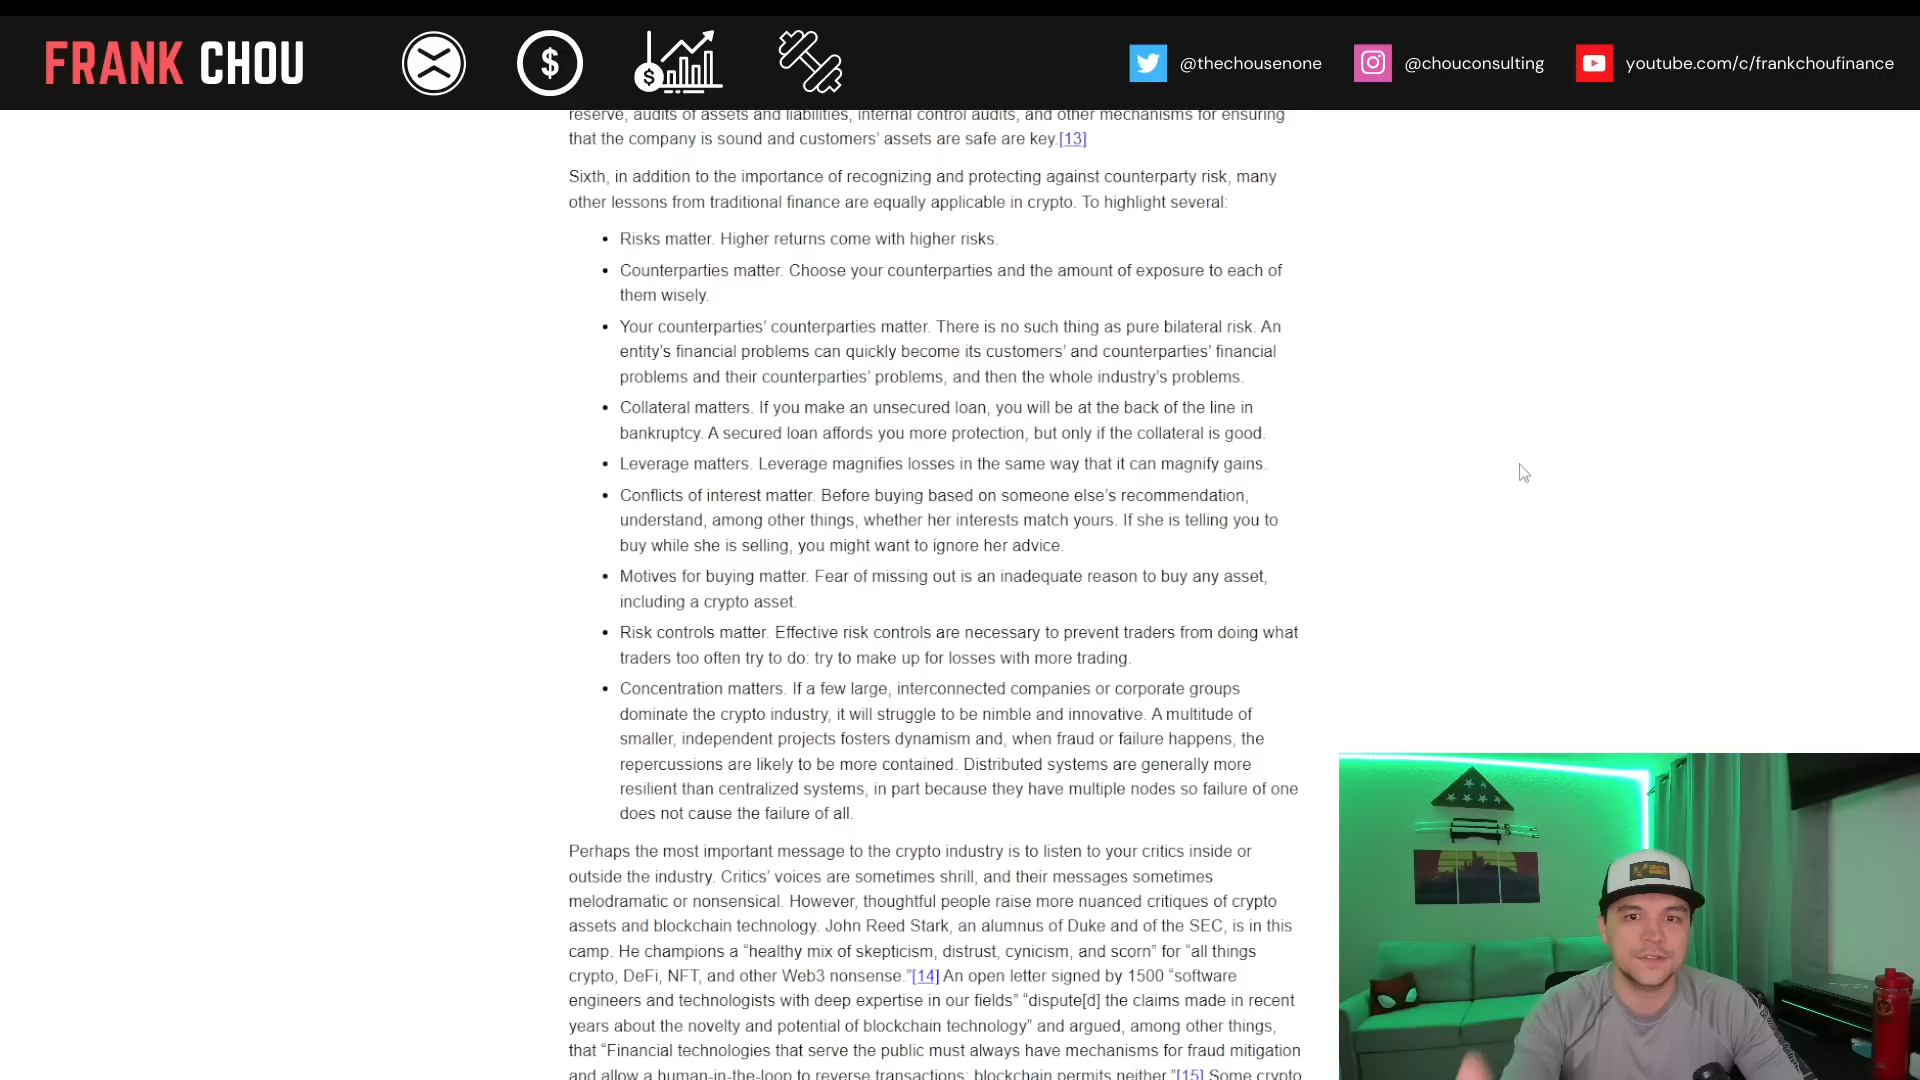 FRANK CHOU
@thechousenone
@chouconsulting
youtube.com/c/frankchoufinance
reserve, audits of assets and liabilities, internal control audits, and other mechanisms for ensuring
that the company is sound and customers’ assets are safe are key.[13]
Sixth, in addition to the importance of recognizing and protecting against counterparty risk, many
other lessons from traditional finance are equally applicable in crypto. To highlight several:
• Risks matter. Higher returns come with higher risks.
• Counterparties matter. Choose your counterparties and the amount of exposure to each of
them wisely.
• Your counterparties’ counterparties matter. There is no such thing as pure bilateral risk. An
entity’s financial problems can quickly become its customers’ and counterparties’ financial
problems and their counterparties’ problems, and then the whole industry’s problems.
• Collateral matters. If you make an unsecured loan, you will be at the back of the line in
bankruptcy. A secured loan affords you more protection, but only if the collateral is good.
• Leverage matters. Leverage magnifies losses in the same way that it can magnify gains.
• Conflicts of interest matter. Before buying based on someone else’s recommendation,
understand, among other things, whether her interests match yours. If she is telling you to
buy while she is selling, you might want to ignore her advice.
• Motives for buying matter. Fear of missing out is an inadequate reason to buy any asset,
including a crypto asset.
• Risk controls matter. Effective risk controls are necessary to prevent traders from doing what
traders too often try to do: try to make up for losses with more trading.
• Concentration matters. If a few large, interconnected companies or corporate groups
dominate the crypto industry, it will struggle to be nimble and innovative. A multitude of
smaller, independent projects fosters dynamism and, when fraud or failure happens, the
repercussions are likely to be more contained. Distributed systems are generally more
resilient than centralized systems, in part because they have multiple nodes so failure of one
does not cause the failure of all.
Perhaps the most important message to the crypto industry is to listen to your critics inside or
outside the industry. Critics’ voices are sometimes shrill, and their messages sometimes
melodramatic or nonsensical. However, thoughtful people raise more nuanced critiques of crypto
assets and blockchain technology. John Reed Stark, an alumnus of Duke and of the SEC, is in this
camp. He champions a “healthy mix of skepticism, distrust, cynicism, and scorn” for “all things
crypto, DeFi, NFT, and other Web3 nonsense.”[14] An open letter signed by 1500 “software
engineers and technologists with deep expertise in our fields” “dispute[d] the claims made in recent
years about the novelty and potential of blockchain technology” and argued, among other things,
that “Financial technologies that serve the public must always have mechanisms for fraud mitigation
and allow a human-in-the-loop to reverse transactions; blockchain permits neither.”[15] Some crypto